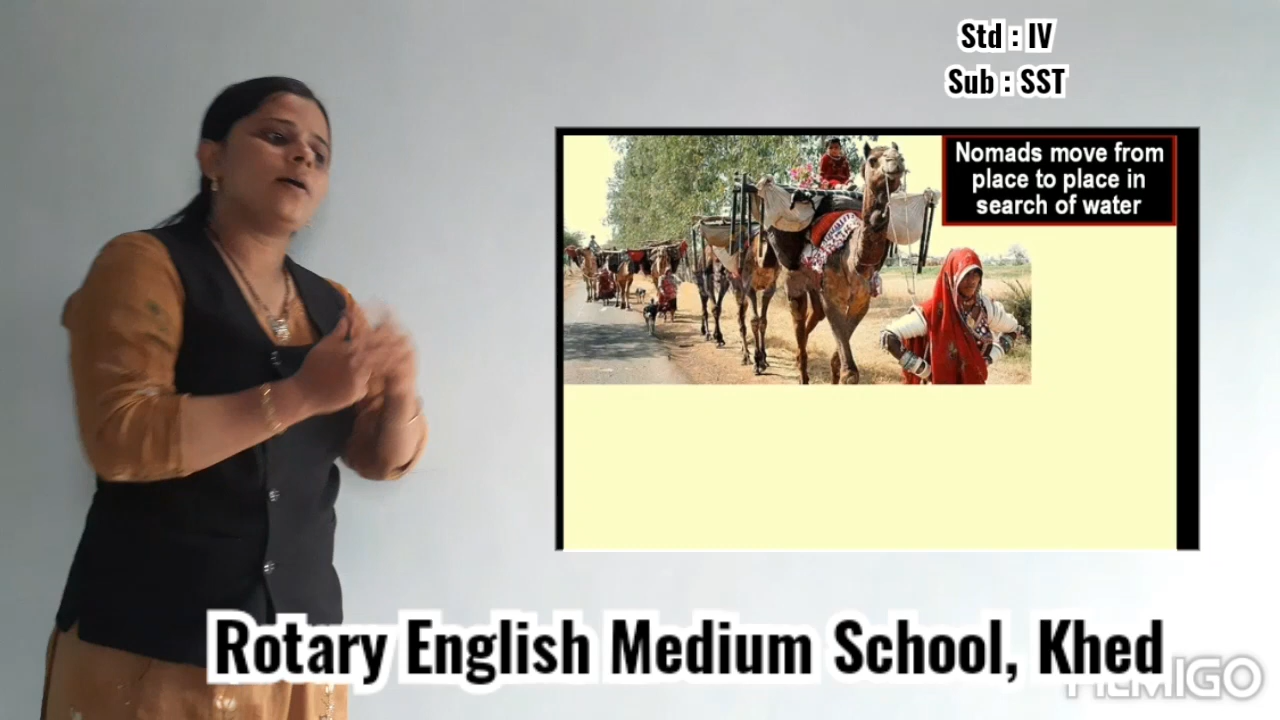 Std : IV
Sub : SST
Nomads move from
place to place in
search of water
Rotary English Medium School, Khed
FILMIGO